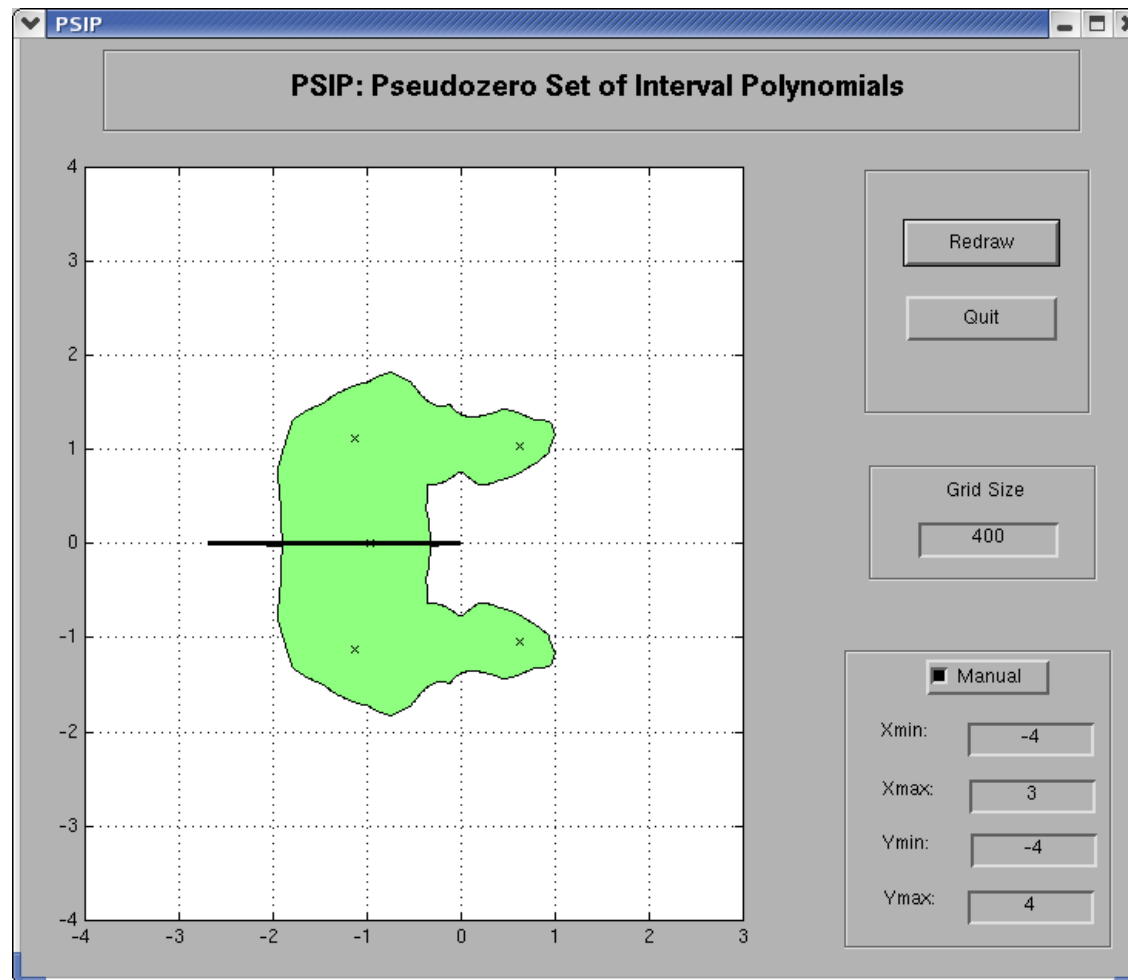 PSIP
PSIP: Pseudozero Set of Interval Polynomials
4
3
2
1
0
-1
-2
-3
-4
-4
-3
-2
-1
0
1
2
3
Redraw
Quit
Grid Size
400
Manual
Xmin:
-4
Xmax:
3
Ymin:
-4
Ymax:
4